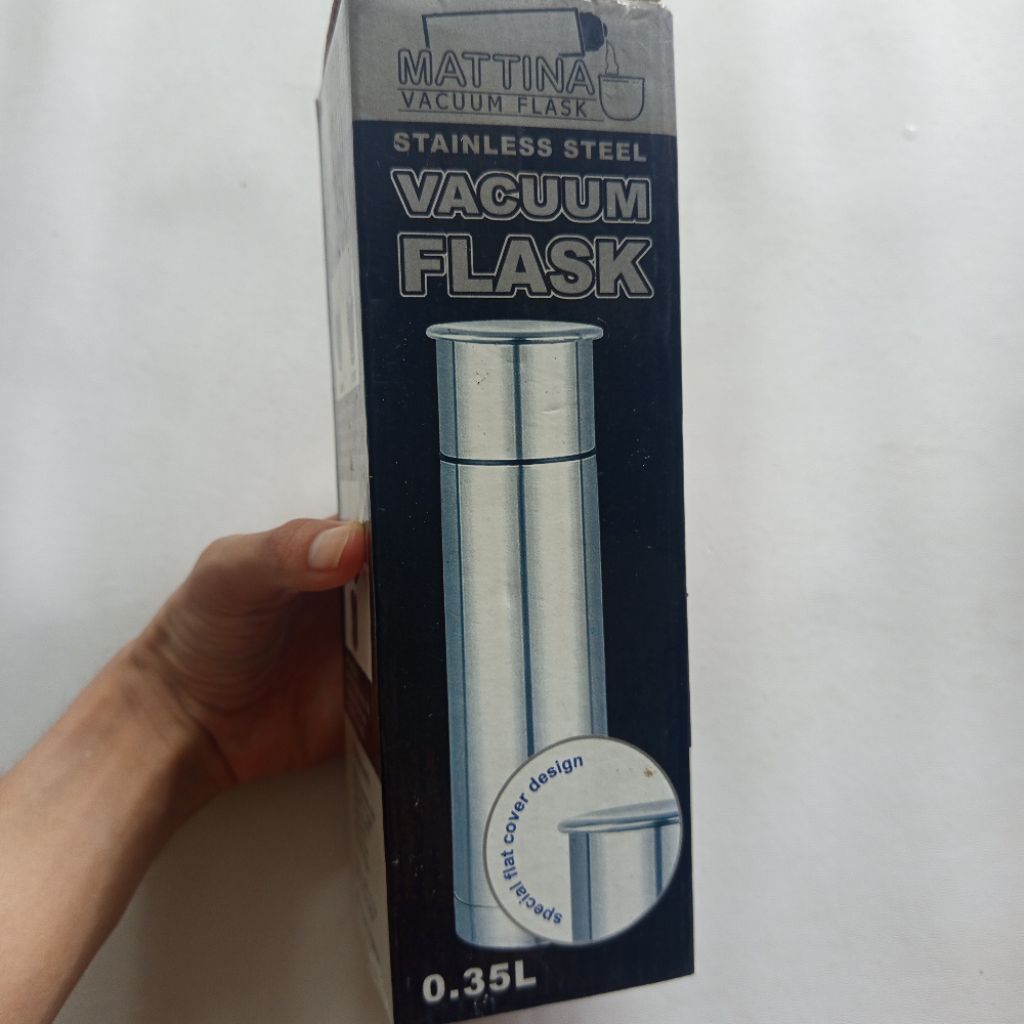 MATTINA
VACUUM FLASK
STAINLESS STEEL
VACUUM
FLASK
special flat cover design
0.35L